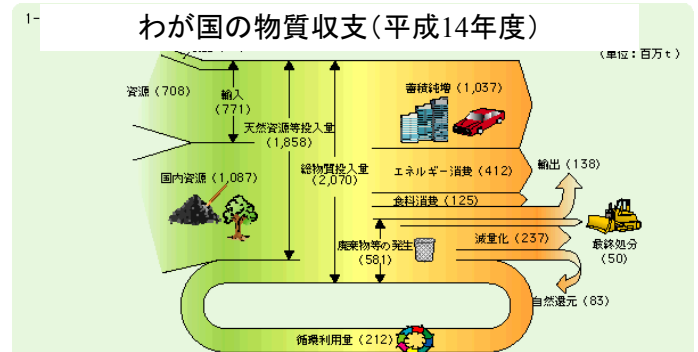 1-
わが国の物質収支(平成14年度)
(単位：百万t)
資源 (708)
輸入
(771)
天然資源等投入量
(1,858)
総物質投入量
(2,070)
国内資源 (1,087)
蓄積純増 (1,037)
エネルギー消費 (412)
食料消費 (125)
輸出 (138)
廃棄物等の発生
(581)
減量化 (237)
最終処分
(50)
自然還元 (83)
循環利用量 (212)